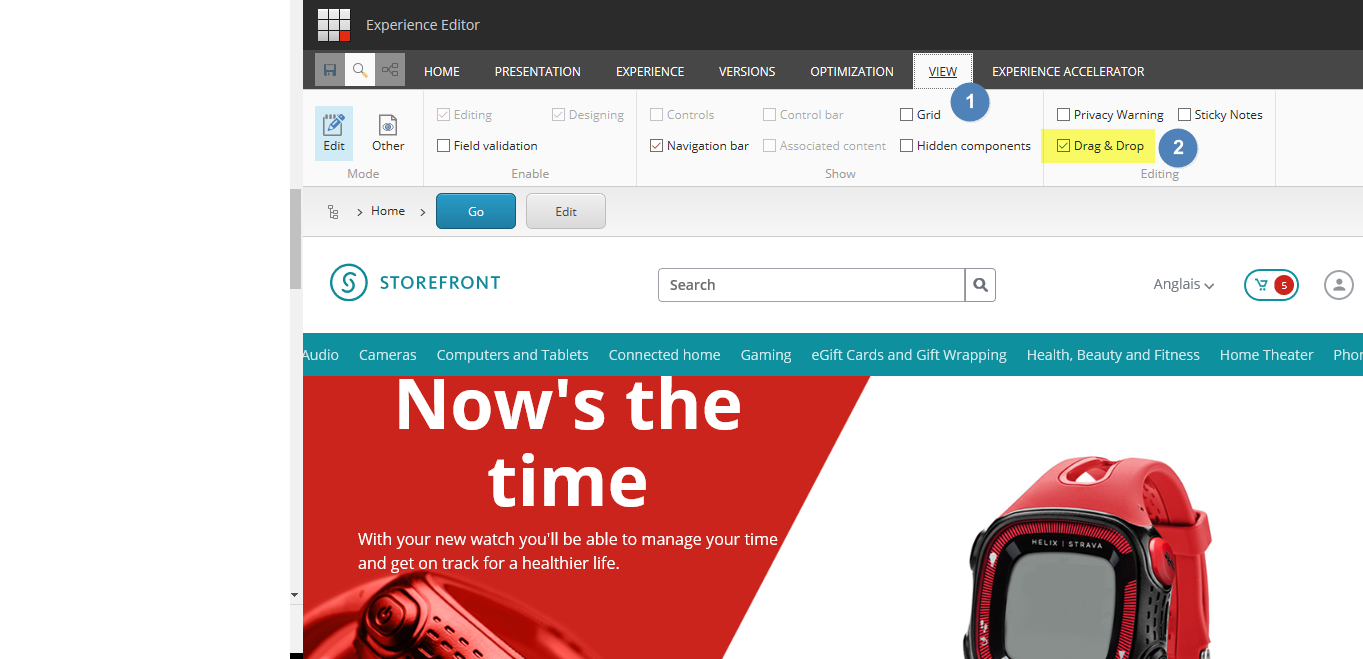 Experience Editor
HOME PRESENTATION EXPERIENCE VERSIONS OPTIMIZATION VIEW EXPERIENCE ACCELERATOR
1
Editing Designing Controls Control bar Grid Privacy Warning Sticky Notes
Edit Other Field validation Navigation bar Associated content Hidden components Drag & Drop 2
Mode Enable Show Editing
Home Go Edit
STOREFRONT Search Anglais 5
Audio Cameras Computers and Tablets Connected home Gaming eGift Cards and Gift Wrapping Health, Beauty and Fitness Home Theater Phor
Now's the
time
With your new watch you'll be able to manage your time
and get on track for a healthier life.
HELIX | STRAVA